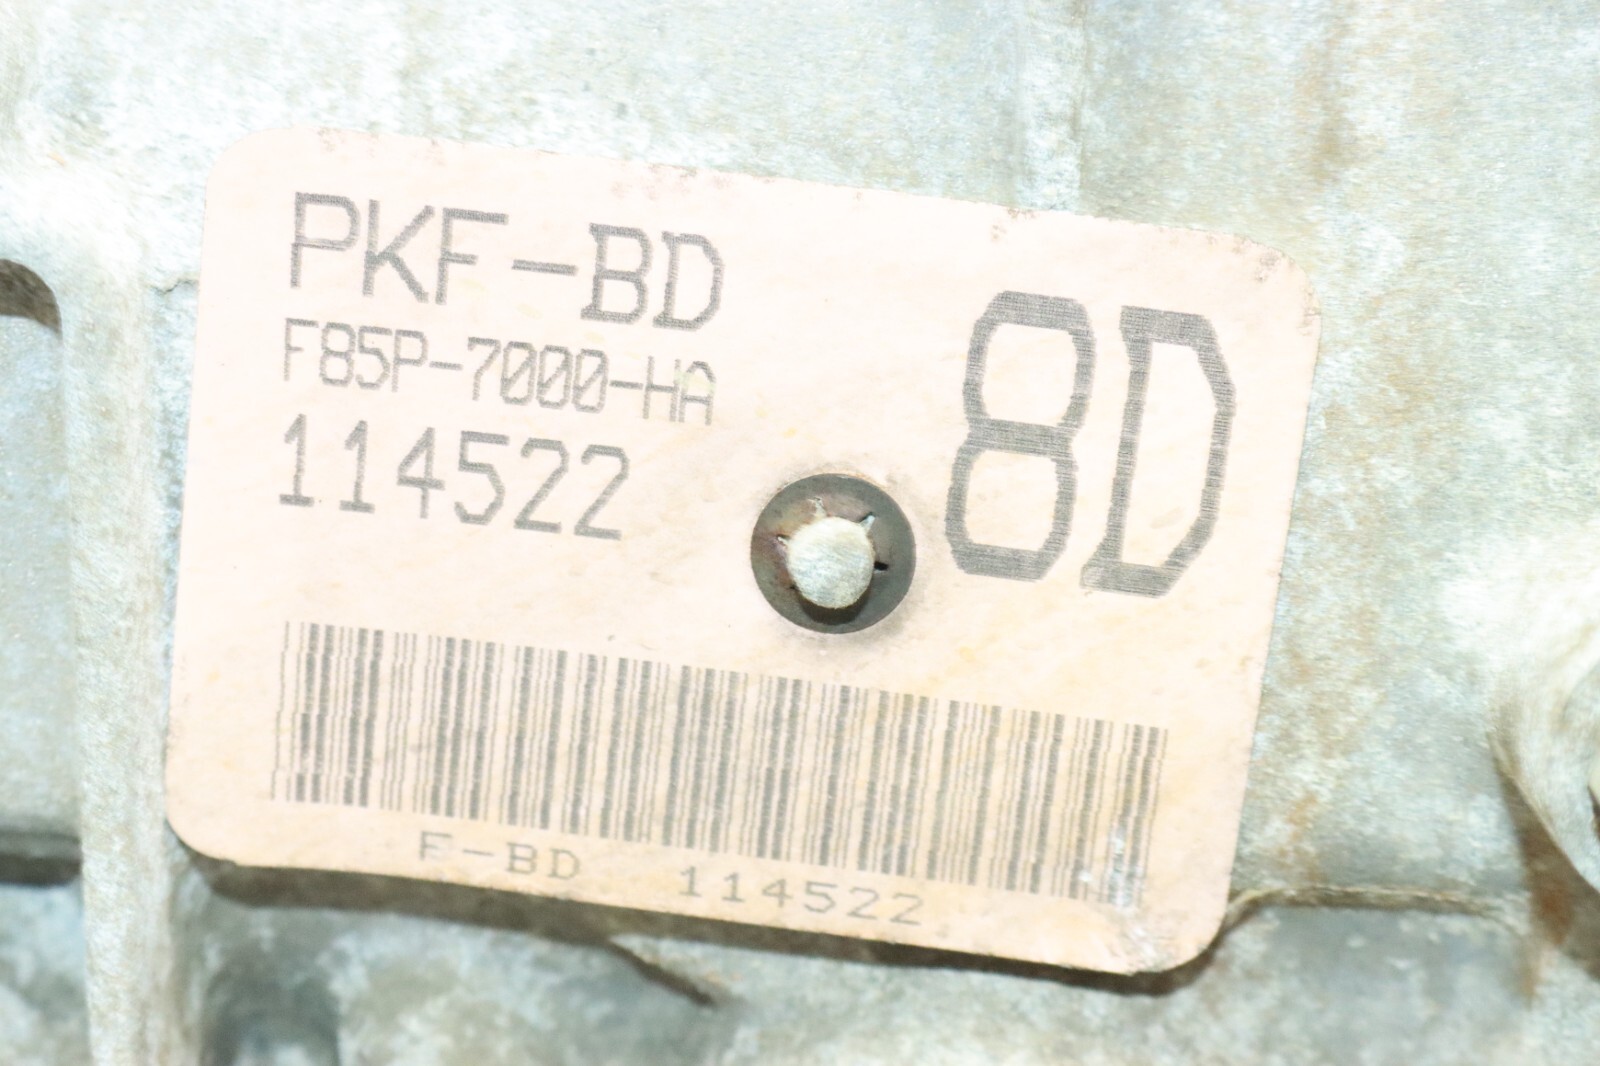 PKF-BD
F85P-7000-HA
114522
8D
F-BD 114522